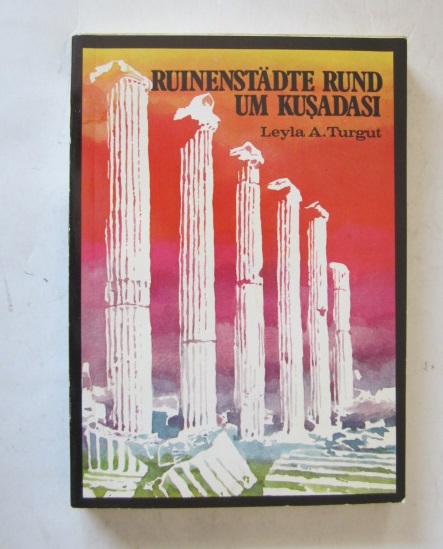 RUINENSTÄDTE RUND
UM KUŞADASI
Leyla A. Turgut